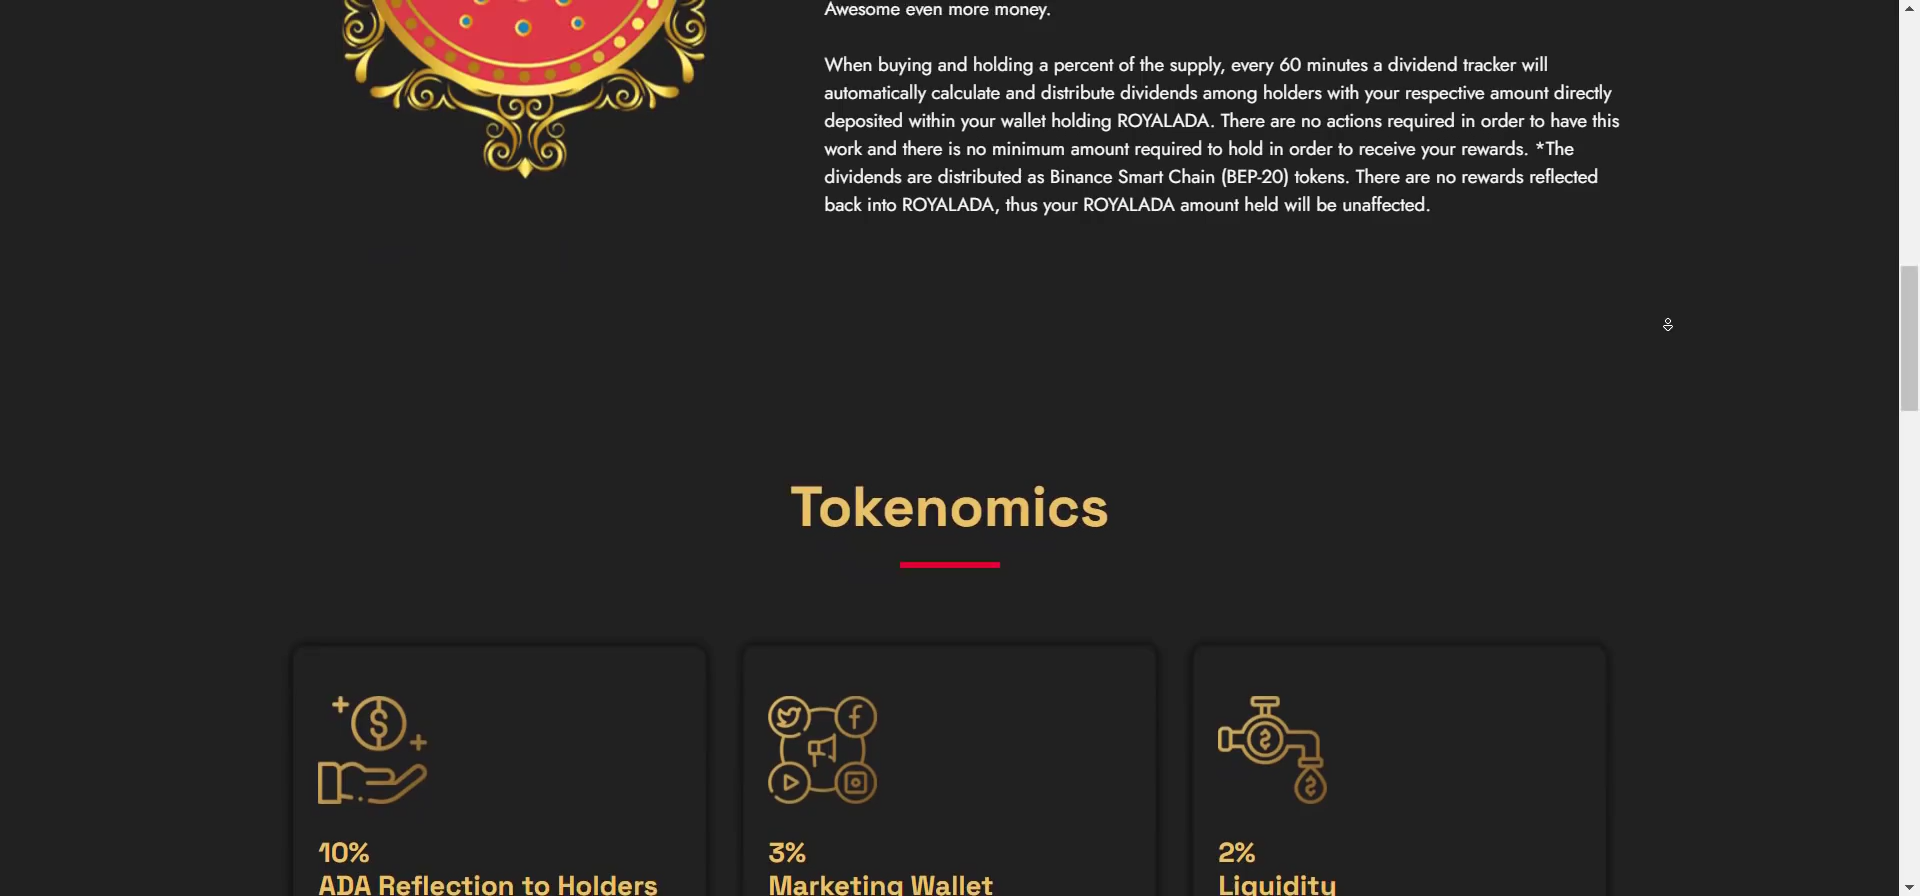 Awesome even more money.
When buying and holding a percent of the supply, every 60 minutes a dividend tracker will
automatically calculate and distribute dividends among holders with your respective amount directly
deposited within your wallet holding ROYALADA. There are no actions required in order to have this
work and there is no minimum amount required to hold in order to receive your rewards. *The
dividends are distributed as Binance Smart Chain (BEP-20) tokens. There are no rewards reflected
back into ROYALADA, thus your ROYALADA amount held will be unaffected.
Tokenomics
10%
ADA Reflection to Holders
3%
Marketing Wallet
2%
Liquidity